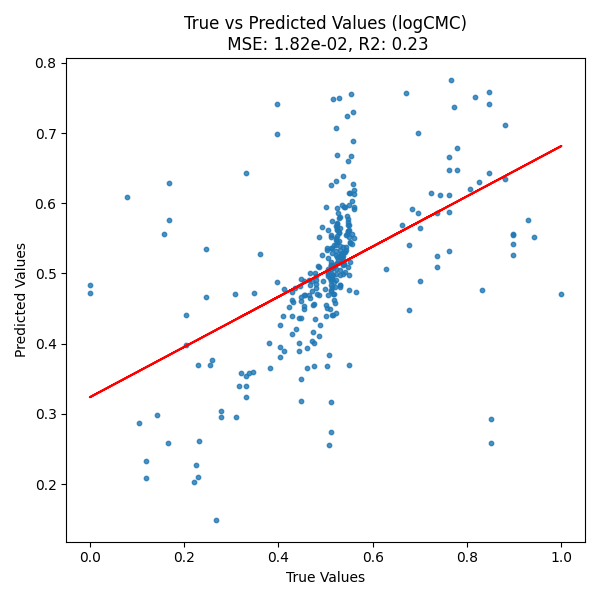 True vs Predicted Values (logCMC)
MSE: 1.82e-02, R2: 0.23
Predicted Values
0.8
0.7
0.6
0.5
0.4
0.3
0.2
0.0 0.2 0.4 0.6 0.8 1.0
True Values